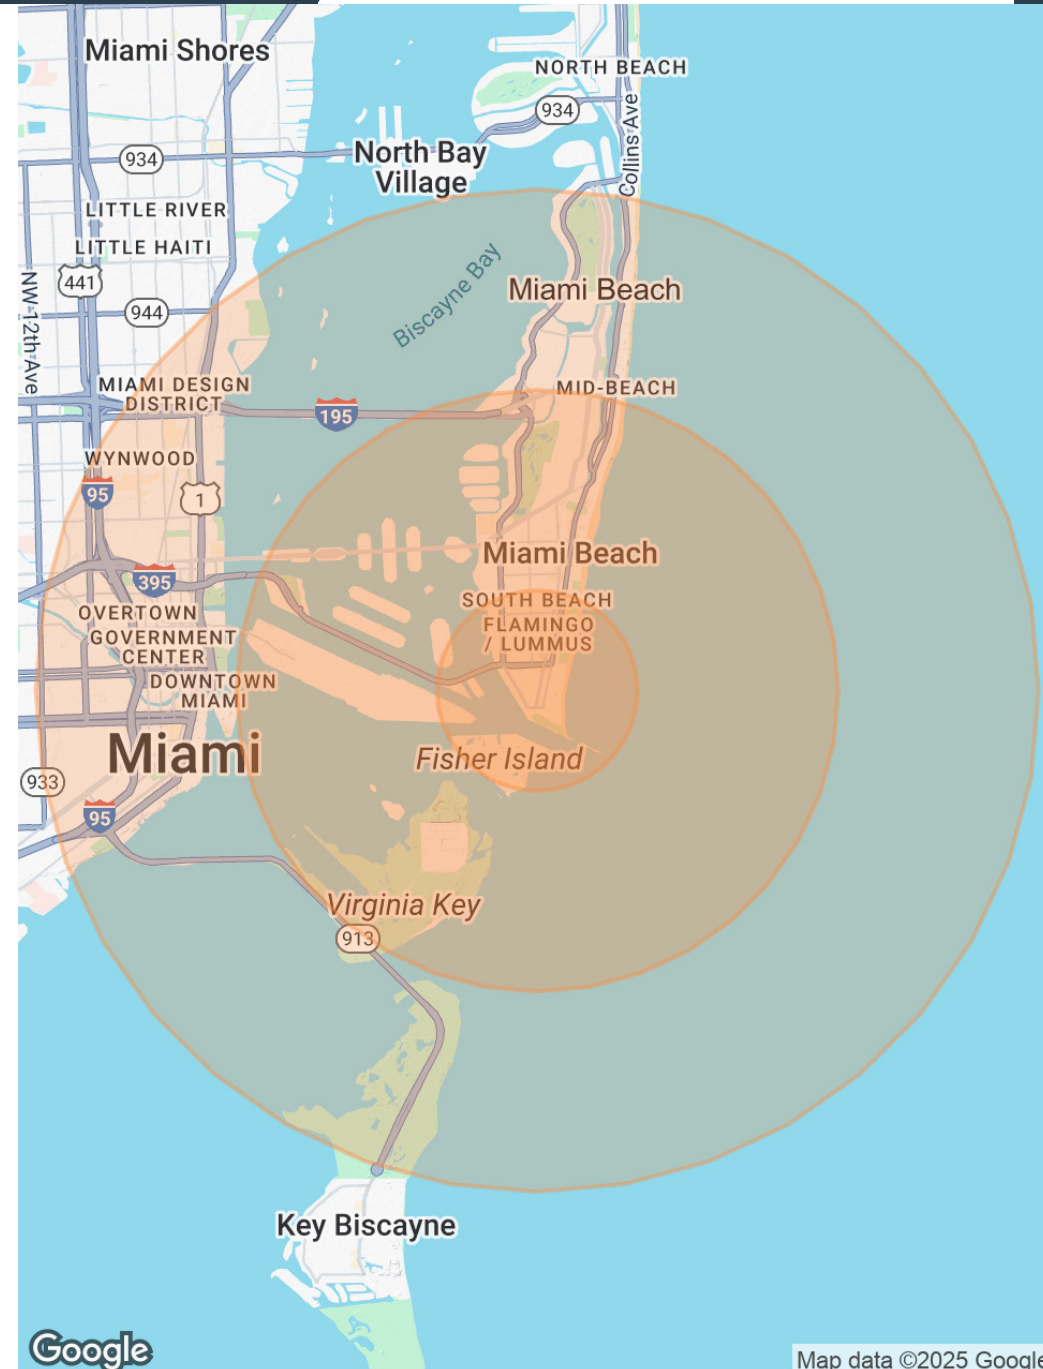 Miami Shores
NORTH BEACH
934
Collins Ave
934
North Bay
Village
LITTLE RIVER
LITTLE HAITI
441
NW 12th Ave
944
Biscayne Bay
Miami Beach
MIAMI DESIGN
DISTRICT
MID-BEACH
195
WYNWOOD
95
1
Miami Beach
395
SOUTH BEACH
OVERTOWN
FLAMINGO
/ LUMMUS
GOVERNMENT
CENTER
DOWNTOWN
MIAMI
Miami
Fisher Island
933
95
Virginia Key
913
Key Biscayne
Google
Map data ©2025 Google